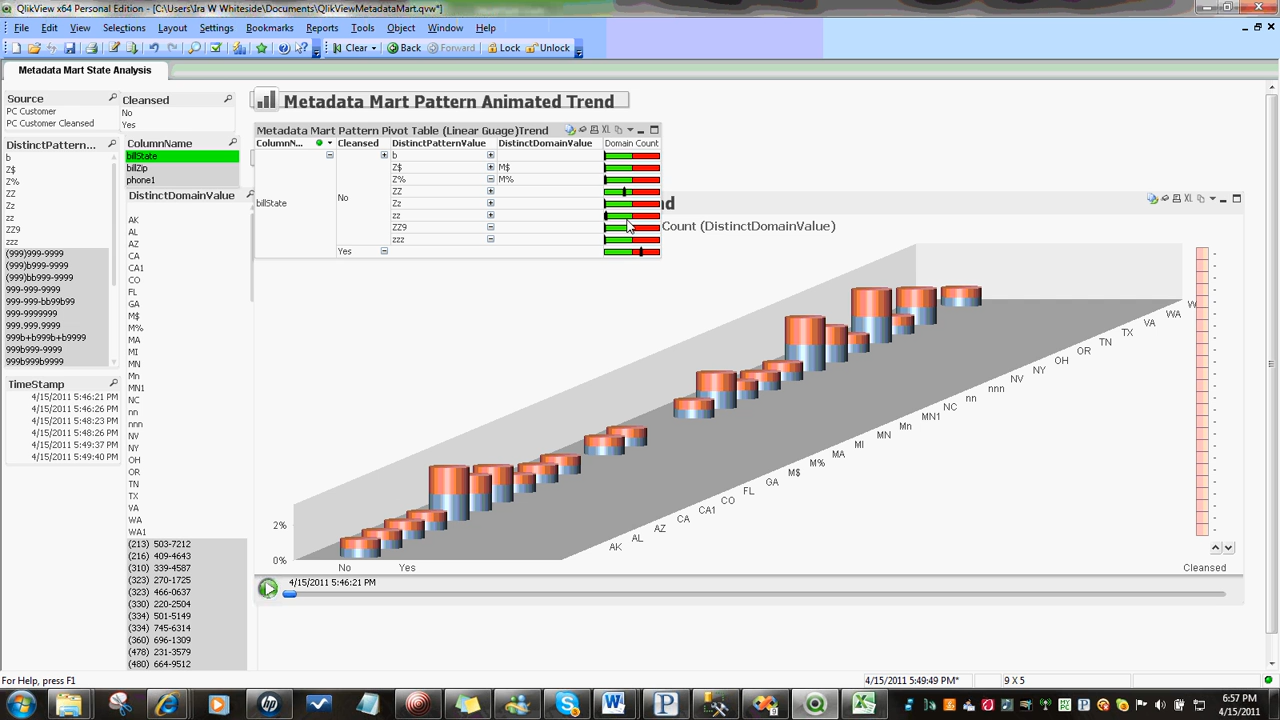 QlikView x64 Personal Edition - [C:\Users\Ira W Whiteside\Documents\QlikViewMetadataMart.qvw*]
File Edit View Selections Layout Settings Bookmarks Reports Tools Object Window Help
Clear Back Forward Lock Unlock
Metadata Mart State Analysis
Source
PC Customer
PC Customer Cleansed
Cleansed
No
Yes
DistinctPattern...
b
Z$
Z%
ZZ
Zz
zz
ZZ9
zzz
(999)999-9999
(999)b999-9999
(999)bb999-9999
999-999-9999
999-999-bb99b99
999-9999999
999.999.9999
999b+b999b+b9999
999b999-9999
999b999b9999
TimeStamp
4/15/2011 5:46:21 PM
4/15/2011 5:46:26 PM
4/15/2011 5:48:23 PM
4/15/2011 5:48:26 PM
4/15/2011 5:49:37 PM
4/15/2011 5:49:40 PM
ColumnName
billState
billZip
phone1
DistinctDomainValue
AK
AL
AZ
CA
CA1
CO
FL
GA
M$
M%
MA
MI
MN
Mn
MN1
NC
nn
nnn
NV
NY
OH
OR
TN
TX
VA
WA
WA1
(213) 503-7212
(216) 409-4643
(310) 339-4587
(323) 270-1725
(323) 466-0637
(330) 220-2504
(334) 501-5149
(334) 745-6314
(360) 696-1309
(478) 231-3579
(480) 664-9512
Metadata Mart Pattern Animated Trend
Metadata Mart Pattern Pivot Table (Linear Guage)Trend
XL
ColumnN... Cleansed DistinctPatternValue DistinctDomainValue Domain Count
b
Z$ M$
Z% M%
ZZ
No
billState Zz
zz
ZZ9
zzz
Yes
nd
XL
Count (DistinctDomainValue)
2%
0%
No Yes
AK
AL
AZ
CA
CA1
CO
FL
GA
M$
M%
MA
MI
MN
Mn
MN1
NC
nn
nnn
NV
NY
OH
OR
TN
TX
VA
WA
W
Cleansed
4/15/2011 5:46:21 PM
For Help, press F1
4/15/2011 5:49:49 PM*
9 X 5
6:57 PM
4/15/2011